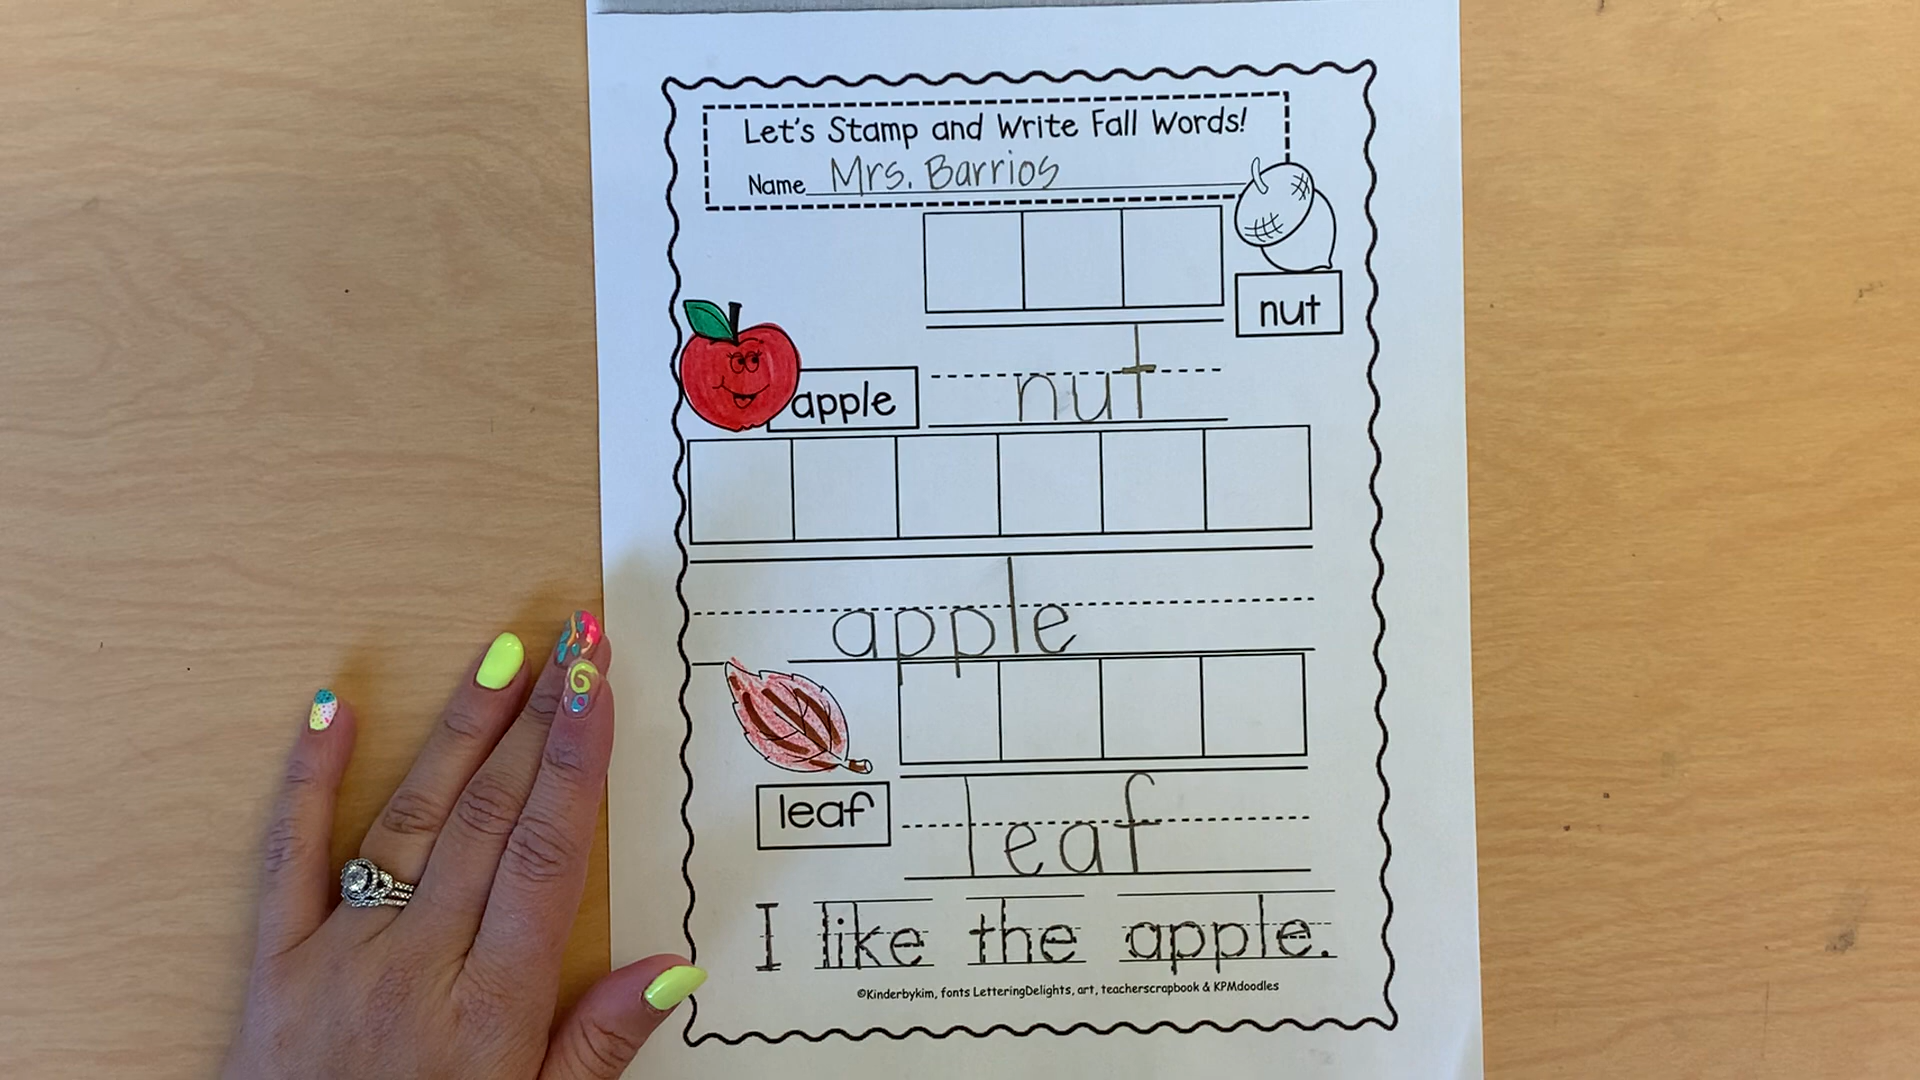 Let's Stamp and Write Fall Words!
Name Mrs. Barrios
nut
apple
nut
apple
leaf
leaf
I like the apple.
©Kinderbykim, fonts LetteringDelights, art, teacherscrapbook & KPMdoodles